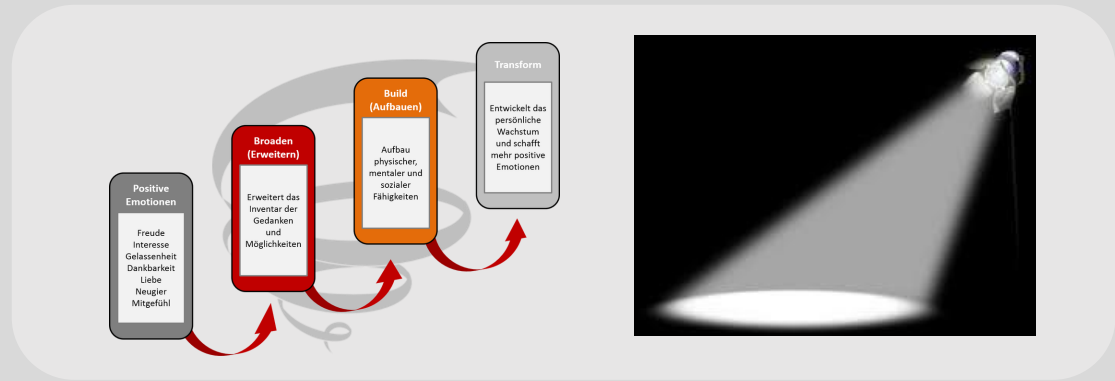 Positive
Emotionen
Freude
Interesse
Gelassenheit
Dankbarkeit
Liebe
Neugier
Mitgefühl
Broaden
(Erweitern)
Erweitert das
Inventar der
Gedanken
und
Möglichkeiten
Build
(Aufbauen)
Aufbau
physischer,
mentaler und
sozialer
Fähigkeiten
Transform
Entwickelt das
persönliche
Wachstum
und schafft
mehr positive
Emotionen